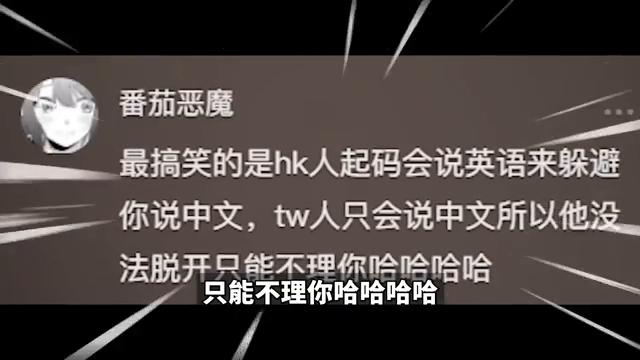 番茄恶魔
最搞笑的是hk人起码会说英语来躲避
你说中文，tw人只会说中文所以他没
法脱开只能不理你哈哈哈哈
只能不理你哈哈哈哈